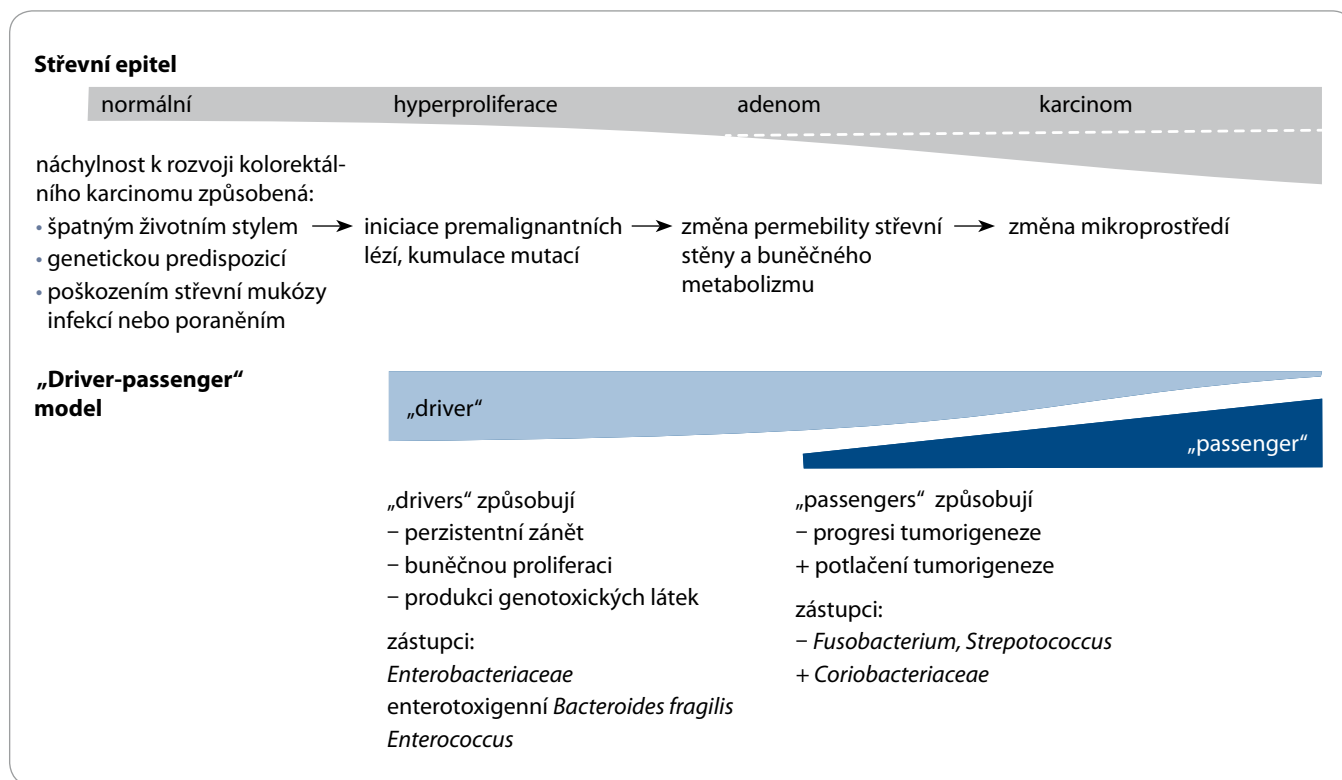 Střevní epitel
normální hyperproliferace adenom karcinom
náchylnost k rozvoji kolorektál-
ního karcinomu způsobená:
• špatným životním stylem
• genetickou predispozicí
• poškozením střevní mukózy
infekcí nebo poraněním
iniciace premalignantních
lézí, kumulace mutací
změna permebility střevní
stěny a buněčného
metabolizmu
změna mikroprostředí
„Driver-passenger“
model
„driver“
„passenger“
„drivers“ způsobují
– perzistentní zánět
– buněčnou proliferaci
– produkci genotoxických látek
zástupci:
Enterobacteriaceae
enterotoxigenní Bacteroides fragilis
Enterococcus
„passengers“ způsobují
– progresi tumorigeneze
+ potlačení tumorigeneze
zástupci:
– Fusobacterium, Strepotococcus
+ Coriobacteriaceae